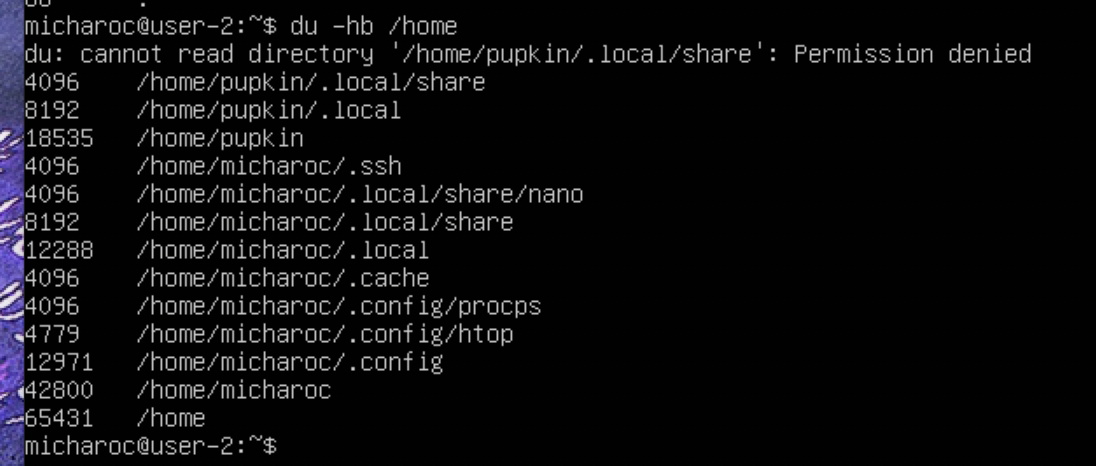 micharoc@user-2:~$ du -hb /home
du: cannot read directory '/home/pupkin/.local/share': Permission denied
4096 /home/pupkin/.local/share
8192 /home/pupkin/.local
18535 /home/pupkin
4096 /home/micharoc/.ssh
4096 /home/micharoc/.local/share/nano
8192 /home/micharoc/.local/share
12288 /home/micharoc/.local
4096 /home/micharoc/.cache
4096 /home/micharoc/.config/procps
4779 /home/micharoc/.config/htop
12971 /home/micharoc/.config
42800 /home/micharoc
65431 /home
micharoc@user-2:~$